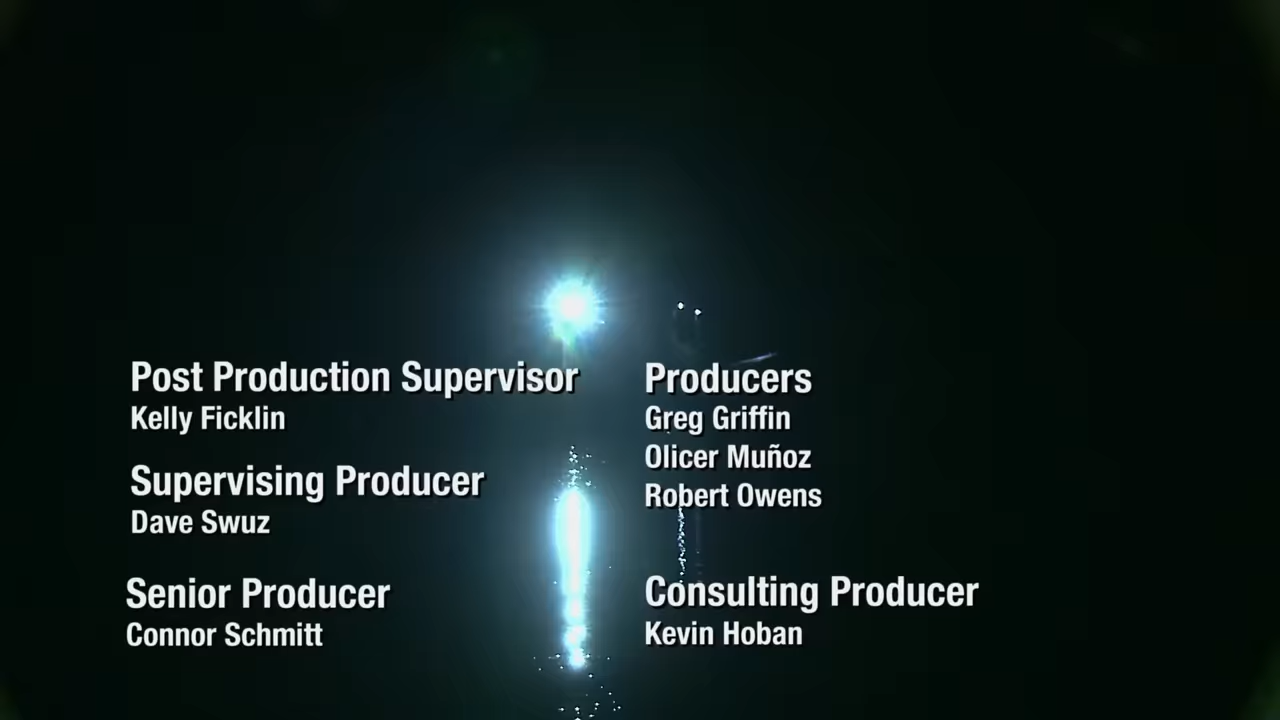 Post Production Supervisor
Kelly Ficklin
Supervising Producer
Dave Swuz
Senior Producer
Connor Schmitt
Producers
Greg Griffin
Olicer Muñoz
Robert Owens
Consulting Producer
Kevin Hoban